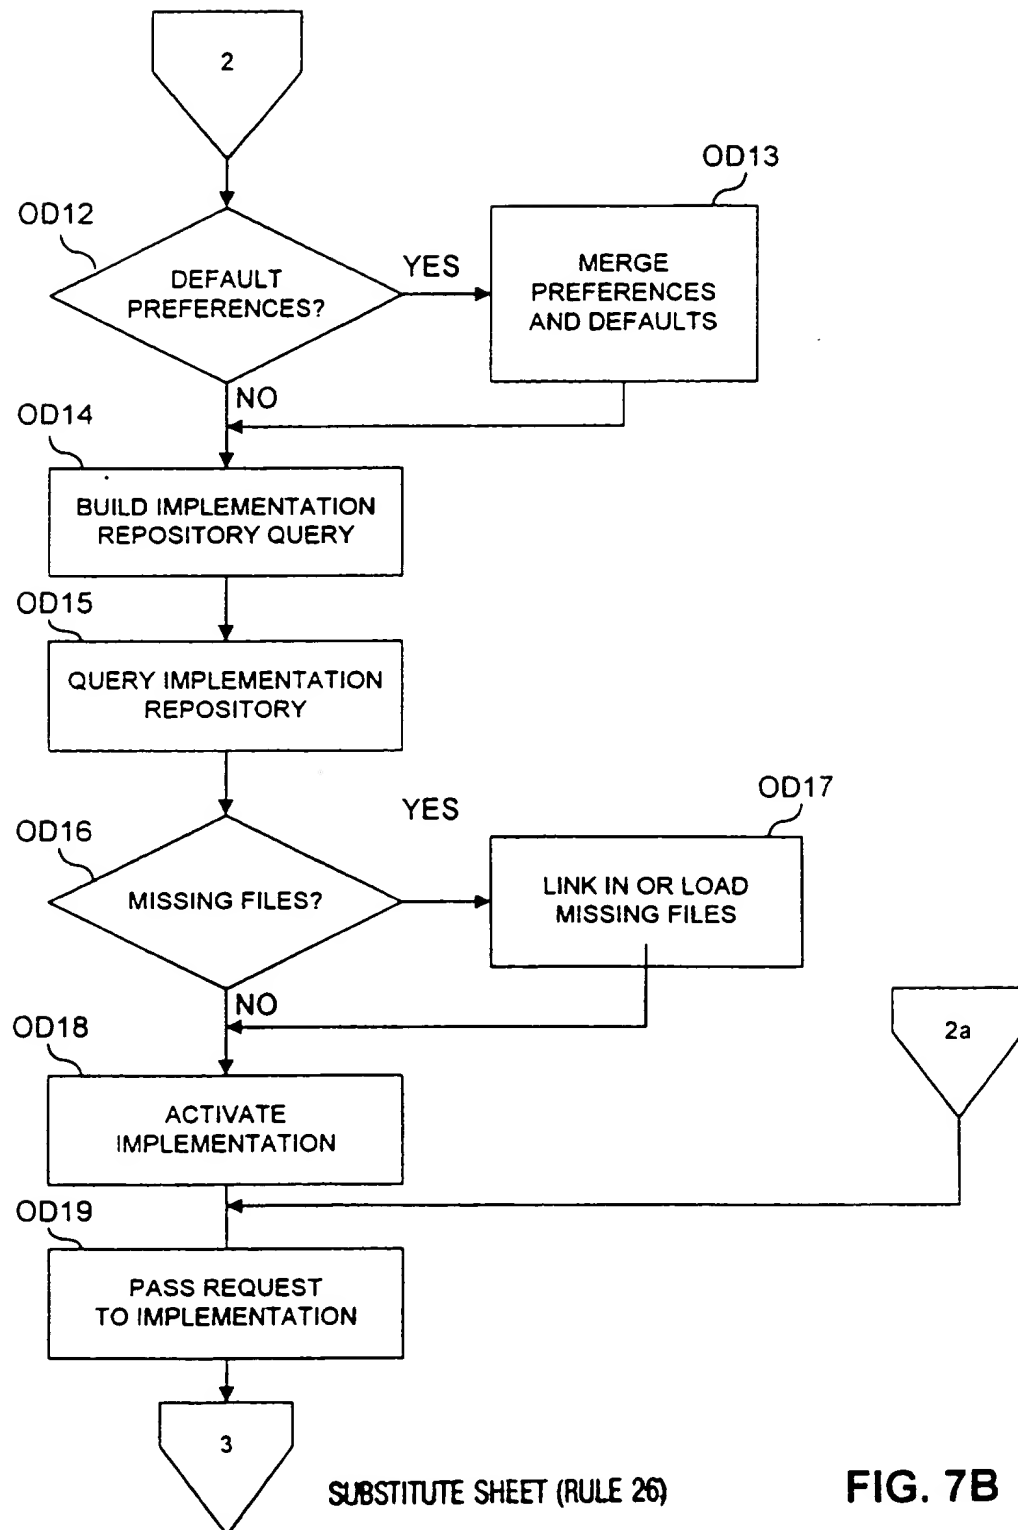 2
OD13
OD12
YES
DEFAULT
PREFERENCES?
MERGE
PREFERENCES
AND DEFAULTS
NO
OD14
BUILD IMPLEMENTATION
REPOSITORY QUERY
OD15
QUERY IMPLEMENTATION
REPOSITORY
OD17
YES
OD16
MISSING FILES?
LINK IN OR LOAD
MISSING FILES
NO
OD18
2a
ACTIVATE
IMPLEMENTATION
OD19
PASS REQUEST
TO IMPLEMENTATION
3
SUBSTITUTE SHEET (RULE 26)
FIG. 7B